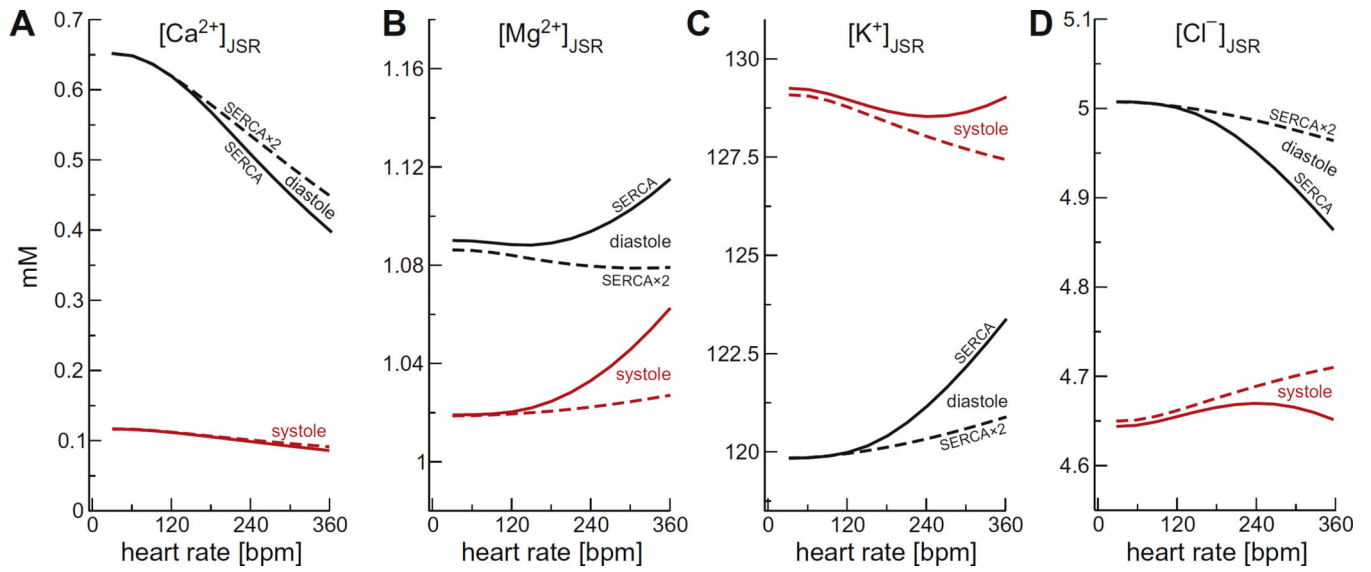 A
[Ca²⁺]JSR
mM
0.7
0.6
0.5
0.4
0.3
0.2
0.1
0
SERCA×2
SERCA
diastole
systole
0 120 240 360
heart rate [bpm]
B
[Mg²⁺]JSR
1.16
1.12
1.08
1.04
1
SERCA
diastole
SERCA×2
systole
0 120 240 360
heart rate [bpm]
C
[K⁺]JSR
130
127.5
122.5
120
systole
SERCA
diastole
SERCA×2
0 120 240 360
heart rate [bpm]
D
[Cl⁻]JSR
5.1
5
4.9
4.8
4.7
4.6
SERCA×2
diastole
SERCA
systole
0 120 240 360
heart rate [bpm]